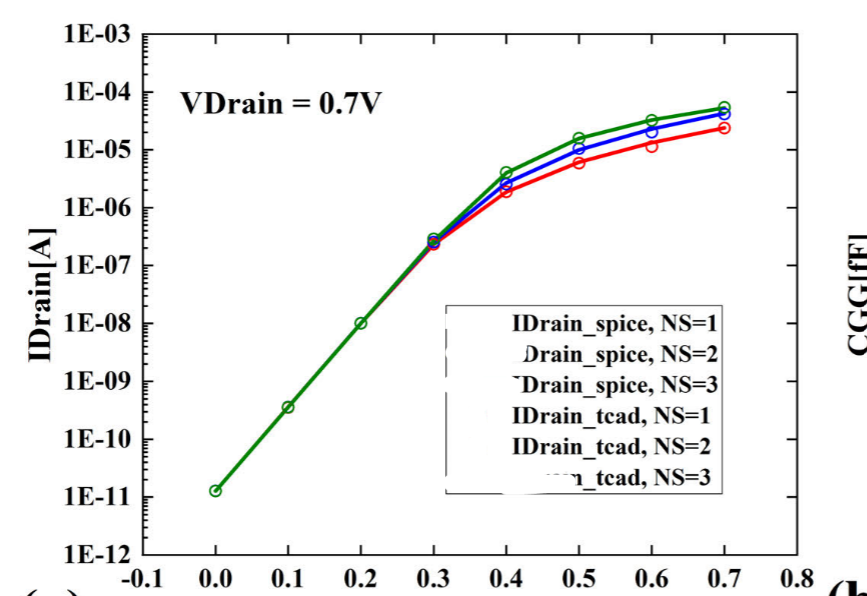 1E-03
1E-04
1E-05
1E-06
1E-07
1E-08
1E-09
1E-10
1E-11
1E-12
IDrain[A]
VDrain = 0.7V
IDrain_spice, NS=1
Drain_spice, NS=2
Drain_spice, NS=3
IDrain_tcad, NS=1
IDrain_tcad, NS=2
n_tcad, NS=3
-0.1 0.0 0.1 0.2 0.3 0.4 0.5 0.6 0.7 0.8
(b